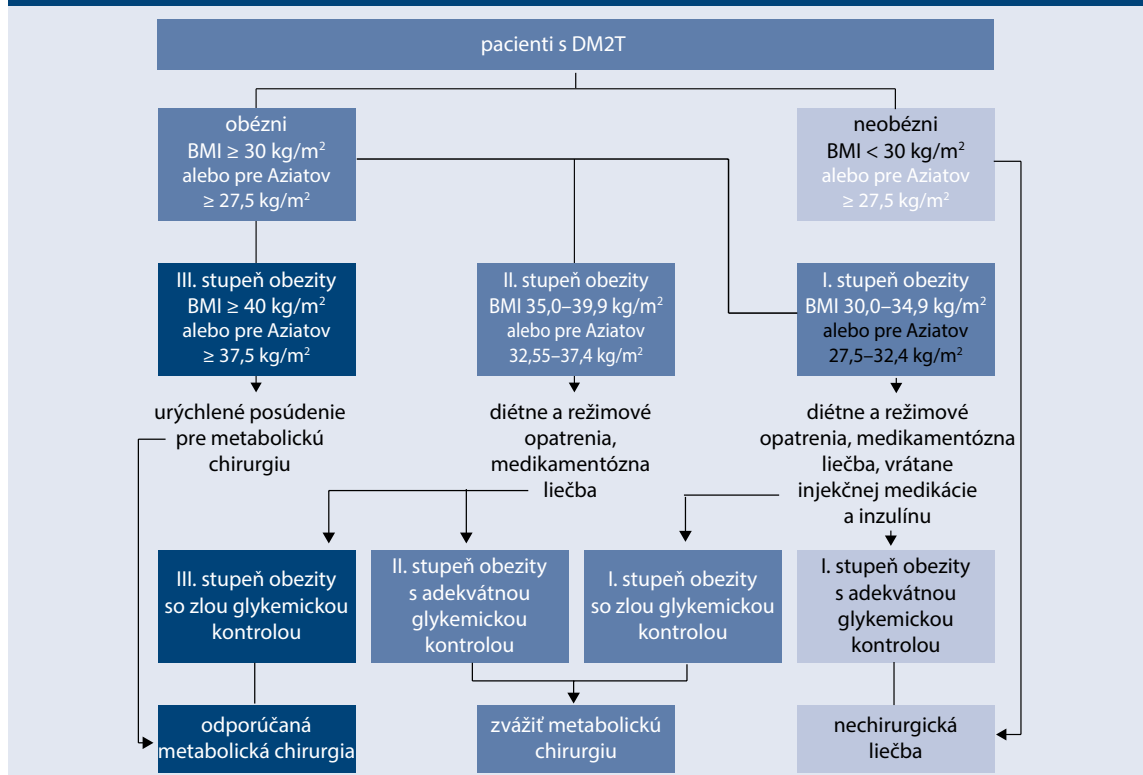 pacienti s DM2T
obézni
BMI ≥ 30 kg/m²
alebo pre Aziatov
≥ 27,5 kg/m²
neobézni
BMI < 30 kg/m²
alebo pre Aziatov
≥ 27,5 kg/m²
III. stupeň obezity
BMI ≥ 40 kg/m²
alebo pre Aziatov
≥ 37,5 kg/m²
II. stupeň obezity
BMI 35,0–39,9 kg/m²
alebo pre Aziatov
32,55–37,4 kg/m²
I. stupeň obezity
BMI 30,0–34,9 kg/m²
alebo pre Aziatov
27,5–32,4 kg/m²
urýchlené posúdenie
pre metabolickú
chirurgiu
diétne a režimové
opatrenia,
medikamentózna
liečba
diétne a režimové
opatrenia, medikamentózna
liečba, vrátane
injekčnej medikácie
a inzulínu
III. stupeň obezity
so zlou glykemickou
kontrolou
II. stupeň obezity
s adekvátnou
glykemickou
kontrolou
I. stupeň obezity
so zlou glykemickou
kontrolou
I. stupeň obezity
s adekvátnou
glykemickou
kontrolou
odporúčaná
metabolická chirurgia
zvážiť metabolickú
chirurgiu
nechirurgická
liečba